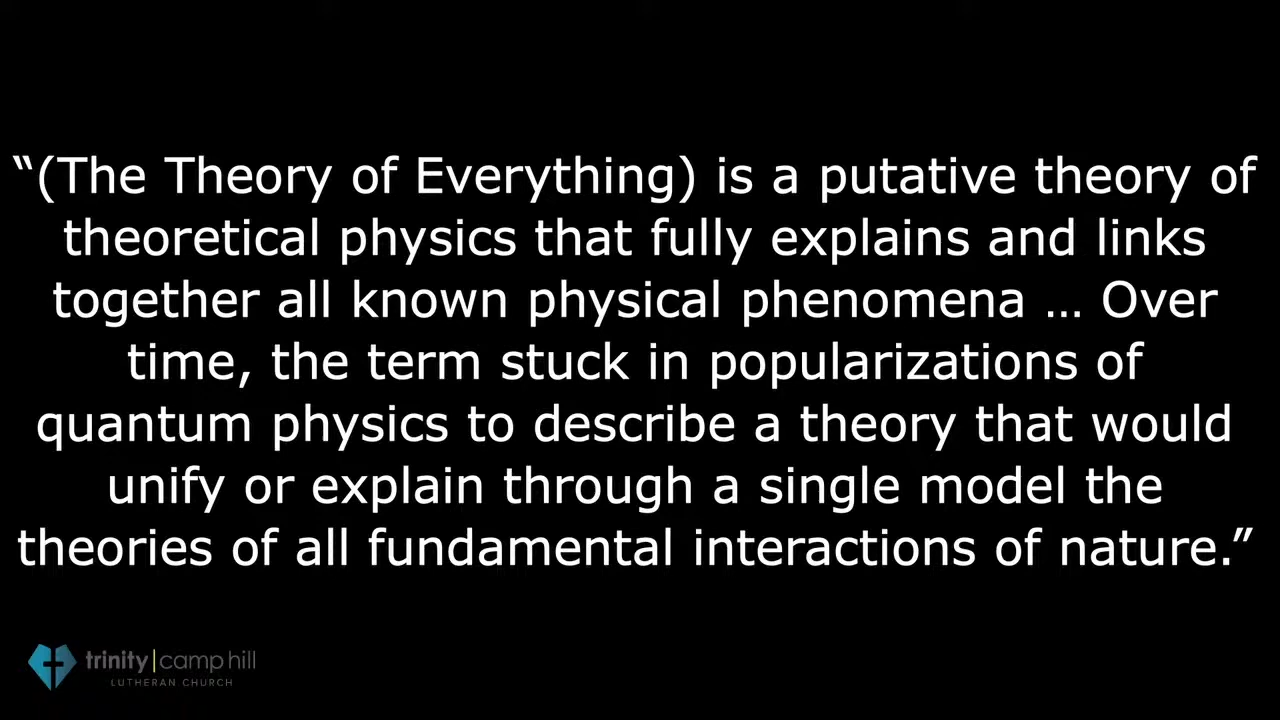 “(The Theory of Everything) is a putative theory of
theoretical physics that fully explains and links
together all known physical phenomena … Over
time, the term stuck in popularizations of
quantum physics to describe a theory that would
unify or explain through a single model the
theories of all fundamental interactions of nature.”
trinity|camp hill
LUTHERAN CHURCH